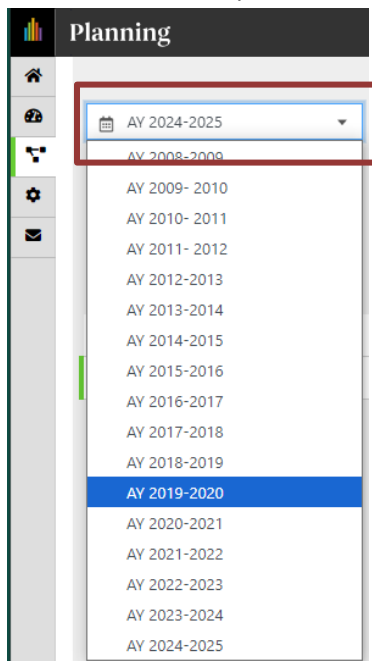 Planning
AY 2024-2025
AY 2008-2009
AY 2009- 2010
AY 2010- 2011
AY 2011- 2012
AY 2012-2013
AY 2013-2014
AY 2014-2015
AY 2015-2016
AY 2016-2017
AY 2017-2018
AY 2018-2019
AY 2019-2020
AY 2020-2021
AY 2021-2022
AY 2022-2023
AY 2023-2024
AY 2024-2025